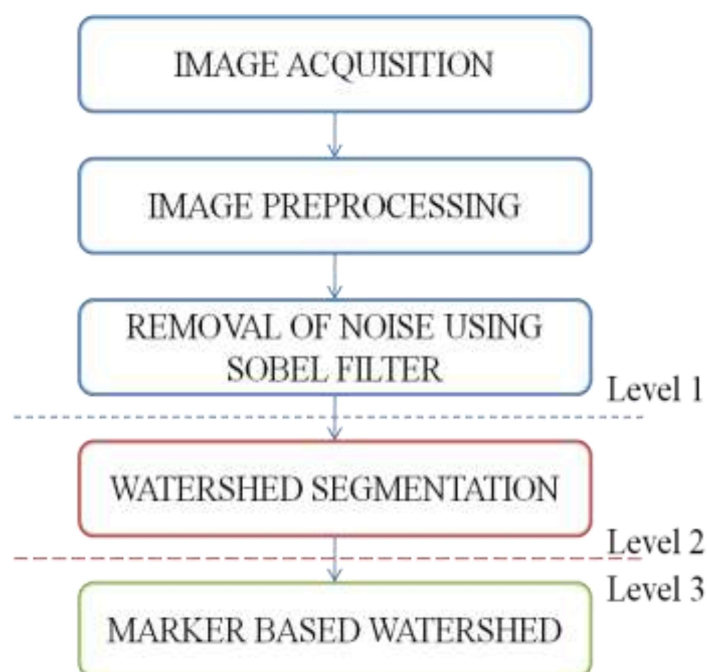 IMAGE ACQUISITION
IMAGE PREPROCESSING
REMOVAL OF NOISE USING
SOBEL FILTER
Level 1
WATERSHED SEGMENTATION
Level 2
Level 3
MARKER BASED WATERSHED